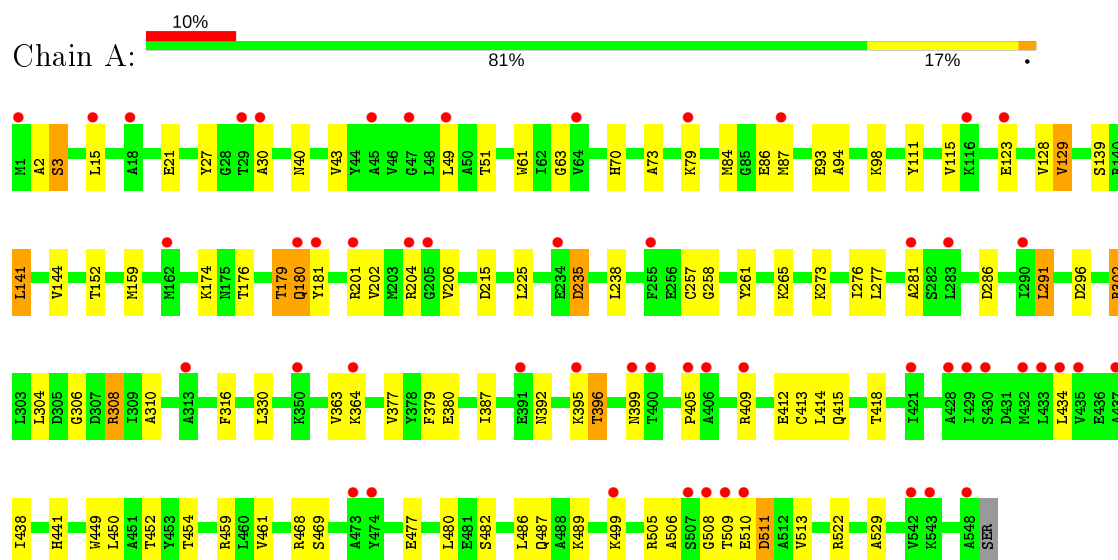 10%
Chain A:
81% 17% •
M1 A2 S3 L15 A18 E21 Y27 G28 T29 A30 N40 V43 Y44 A45 V46 G47 L48 L49 A50 T51 W61 I62 G63 V64 H70 A73 K79 M84 G85 E86 M87 E93 A94 K98 Y111 V115 K116 E123 V128 V129 S139 R140
L141 V144 T152 M159 M162 K174 N175 T176 T179 Q180 Y181 R201 V202 M203 R204 G205 V206 D215 L225 E234 D235 L238 F255 E256 C257 G258 Y261 K265 K273 I276 L277 A281 S282 L283 D286 I290 L291 D296 R302
L303 L304 D305 G306 D307 R308 I309 A310 A313 F316 L330 K350 V363 K364 V377 Y378 F379 E380 I387 E391 N392 K395 T396 N399 T400 P405 A406 R409 E412 C413 L414 Q415 T418 I421 A428 I429 S430 D431 M432 L433 L434 V435 E436 A437
I438 H441 W449 L450 A451 T452 Y453 T454 R459 L460 V461 R468 S469 A473 Y474 E477 L480 E481 S482 L486 Q487 A488 K489 K499 R505 A506 S507 G508 T509 E510 D511 A512 V513 R522 A529 V542 K543 A548 SER